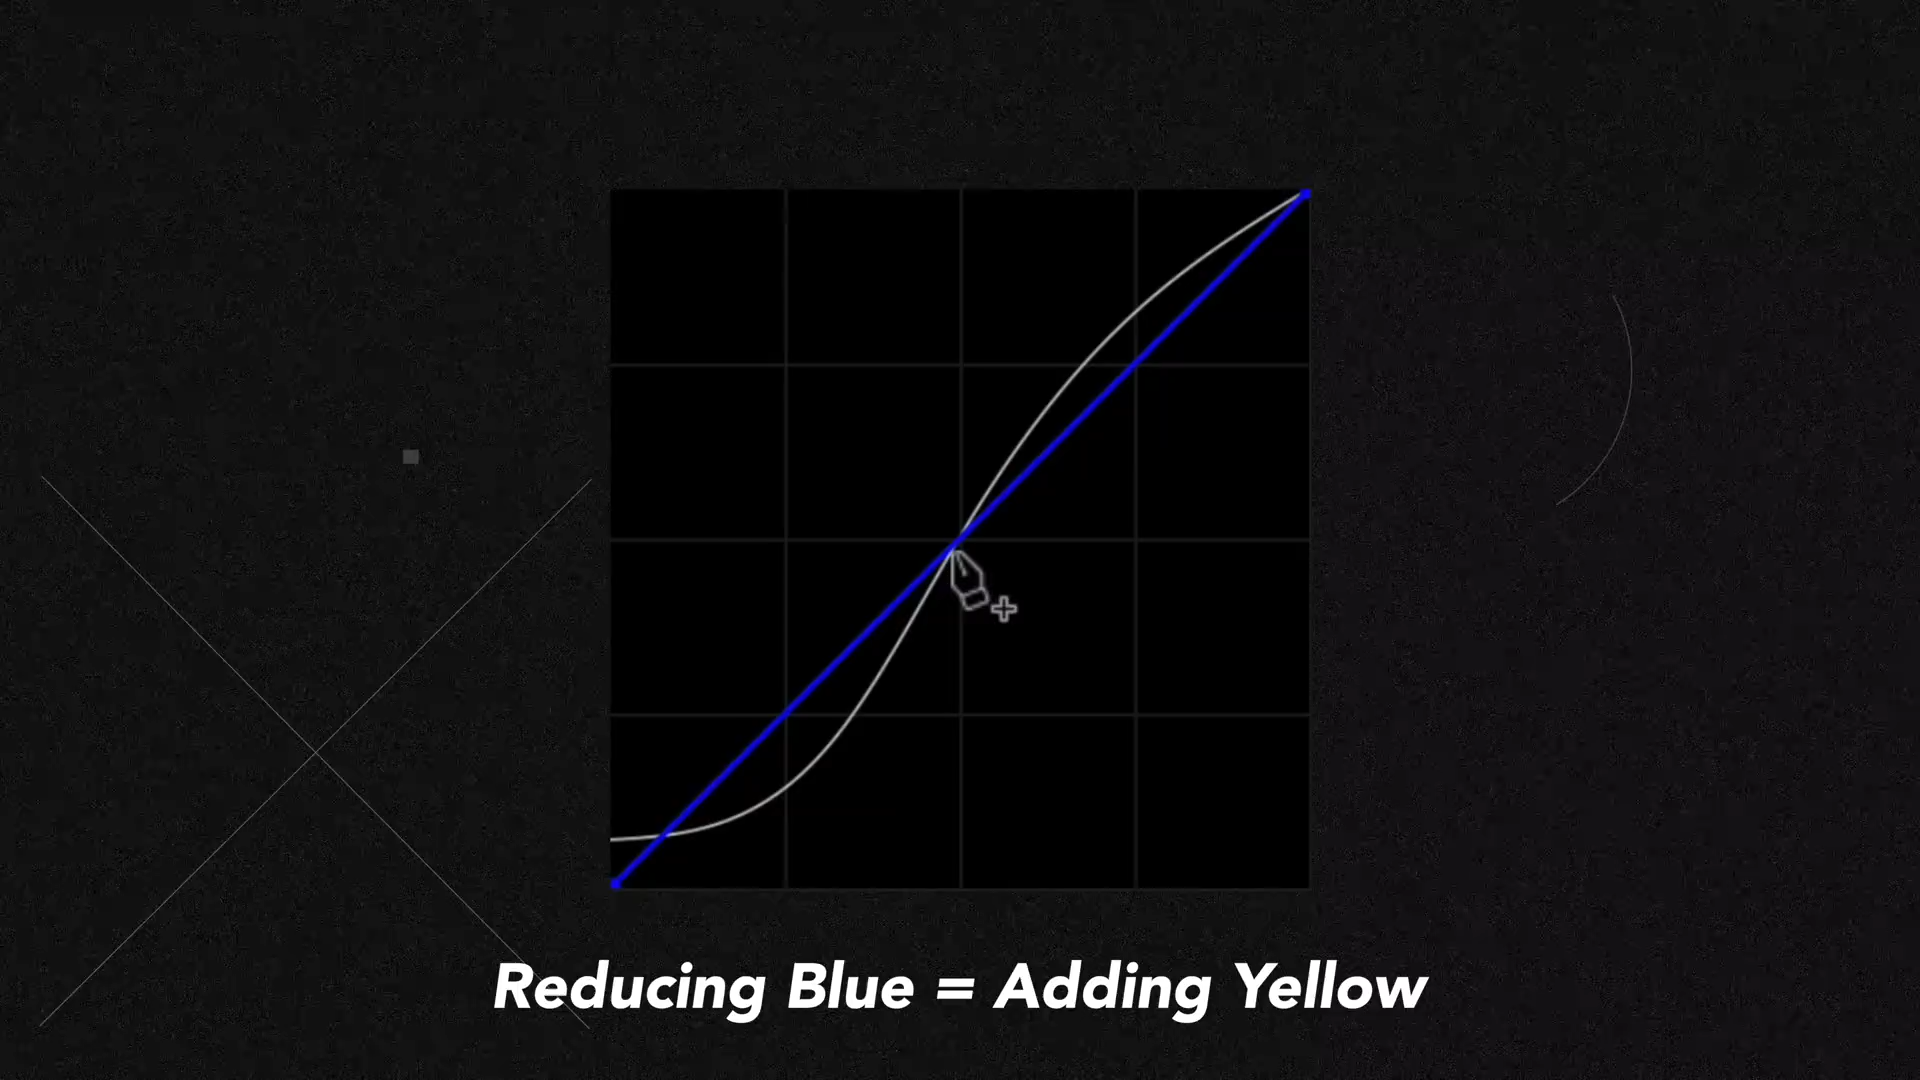 Reducing Blue = Adding Yellow